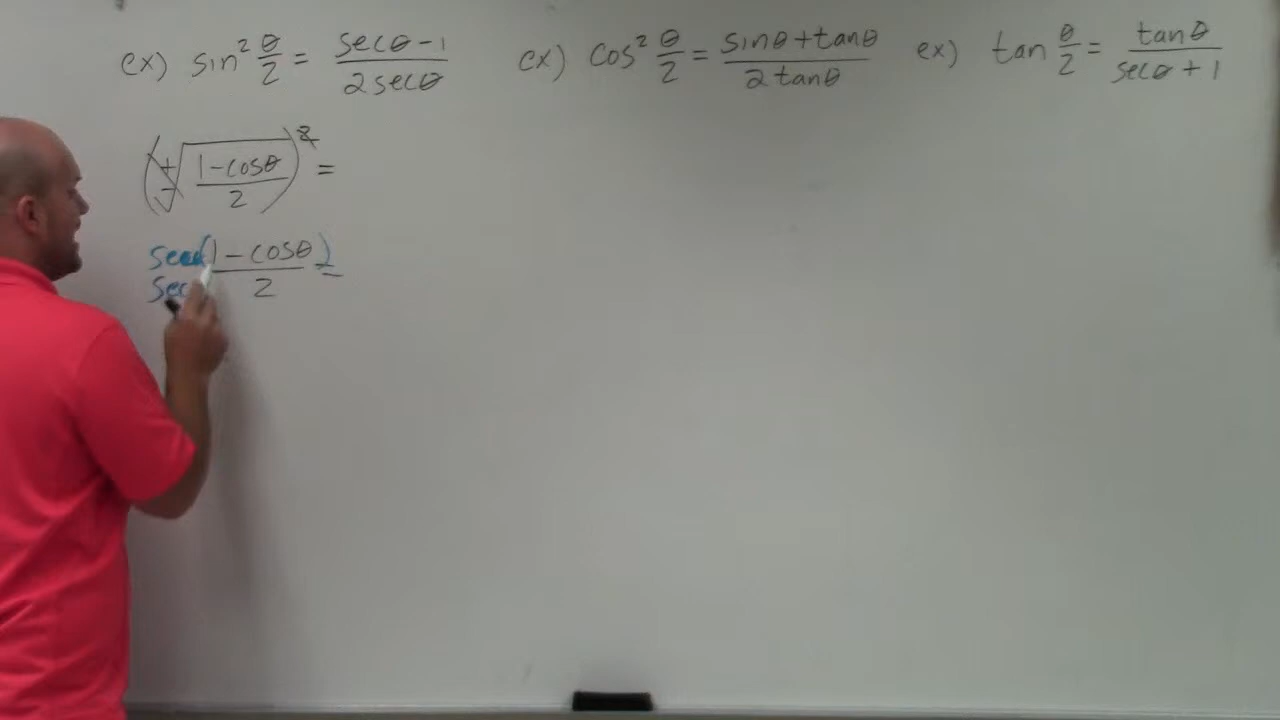 ex) sin² θ/2 = (secθ - 1)/(2secθ) ex) cos² θ/2 = (sinθ + tanθ)/(2tanθ) ex) tan θ/2 = tanθ/(secθ + 1)
(±√((1 - cosθ)/2))² =
secθ(1 - cosθ) =
sec 2